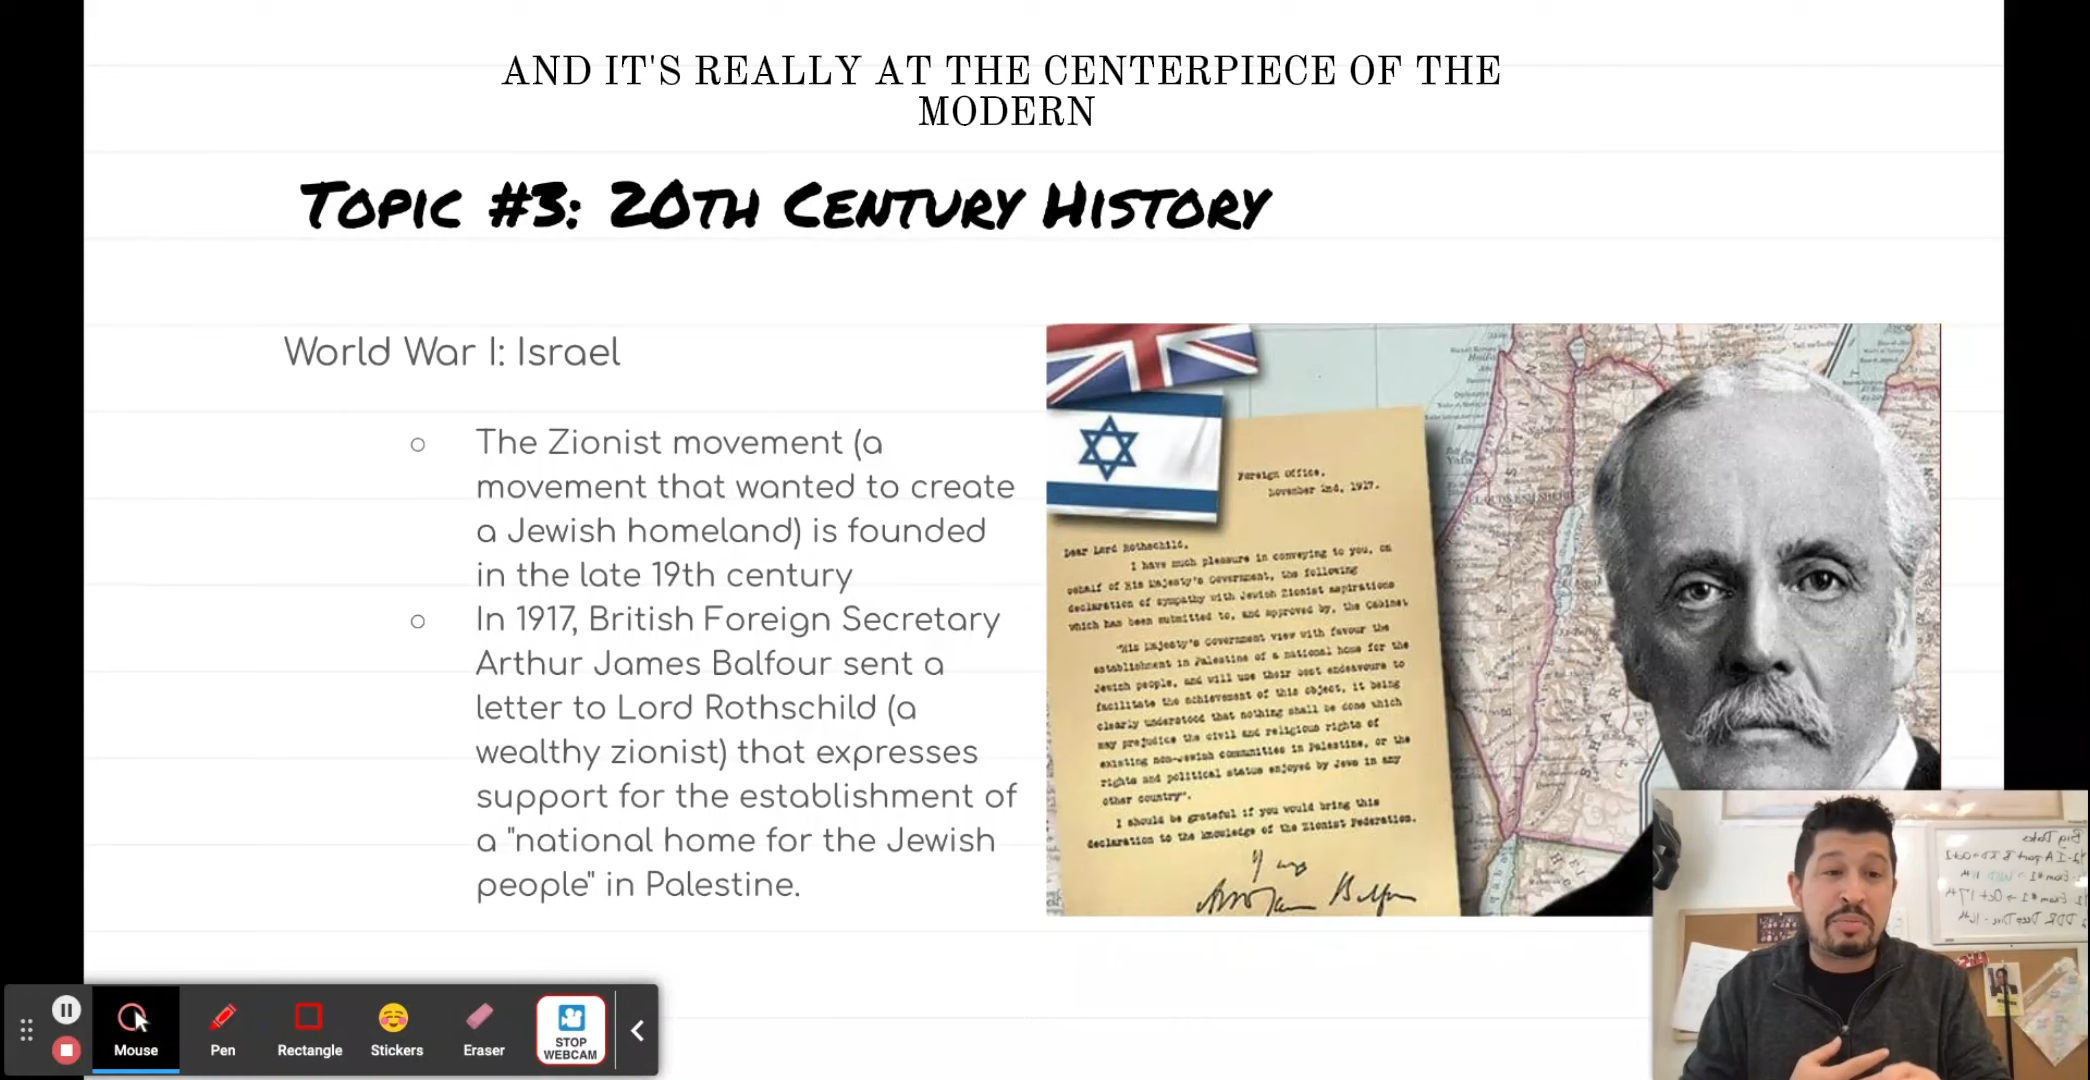 AND IT'S REALLY AT THE CENTERPIECE OF THE
MODERN
Topic #3: 20th Century History
World War I: Israel
The Zionist movement (a
movement that wanted to create
a Jewish homeland) is founded
in the late 19th century
In 1917, British Foreign Secretary
Arthur James Balfour sent a
letter to Lord Rothschild (a
wealthy zionist) that expresses
support for the establishment of
a "national home for the Jewish
people" in Palestine.
Foreign Office,
November 2nd, 1917.
Dear Lord Rothschild,
I have much pleasure in conveying to you, on
behalf of His Majesty's Government, the following
declaration of sympathy with Jewish Zionist aspirations
which has been submitted to, and approved by, the Cabinet
"His Majesty's Government view with favour the
establishment in Palestine of a national home for the
Jewish people, and will use their best endeavours to
facilitate the achievement of this object, it being
clearly understood that nothing shall be done which
may prejudice the civil and religious rights of
existing non-Jewish communities in Palestine, or the
rights and political status enjoyed by Jews in any
other country".
I should be grateful if you would bring this
declaration to the knowledge of the Zionist Federation.
Mouse
Pen
Rectangle
Stickers
Eraser
STOP
WEBCAM